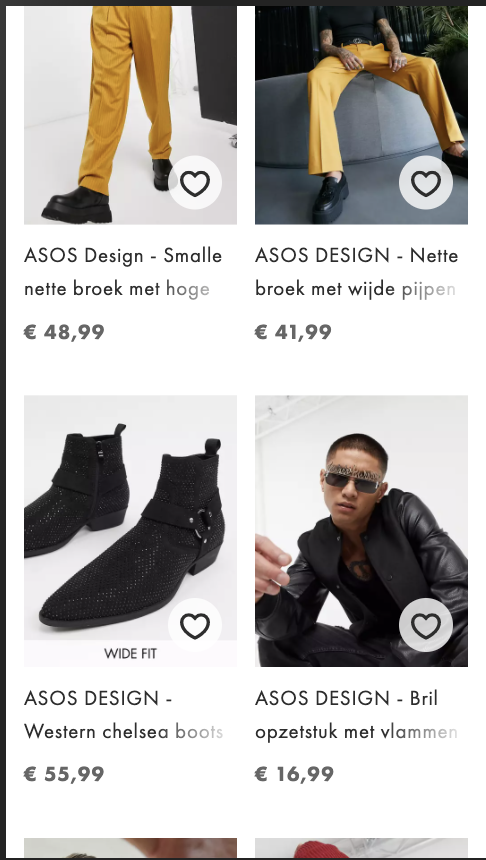 ASOS Design - Smalle
nette broek met hoge
€ 48,99
ASOS DESIGN - Nette
broek met wijde pijpen
€ 41,99
WIDE FIT
ASOS DESIGN -
Western chelsea boots
€ 55,99
ASOS DESIGN - Bril
opzetstuk met vlammen
€ 16,99